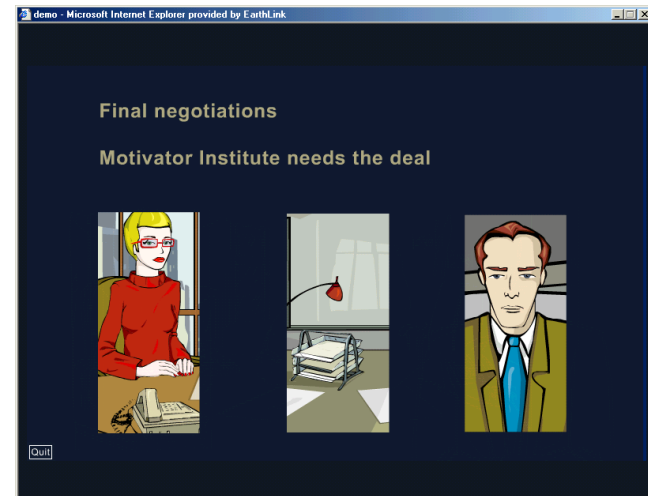 demo - Microsoft Internet Explorer provided by EarthLink
Final negotiations
Motivator Institute needs the deal
Quit